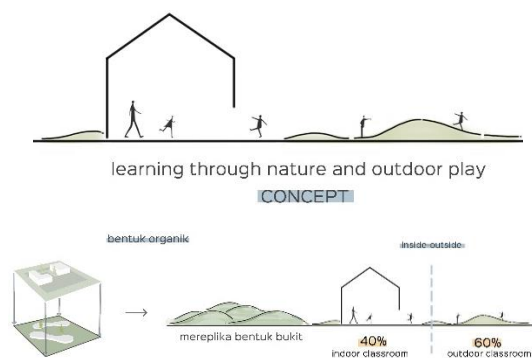 learning through nature and outdoor play
CONCEPT
bentuk organik
inside outside
mereplika bentuk bukit
40%
indoor classroom
60%
outdoor classroom